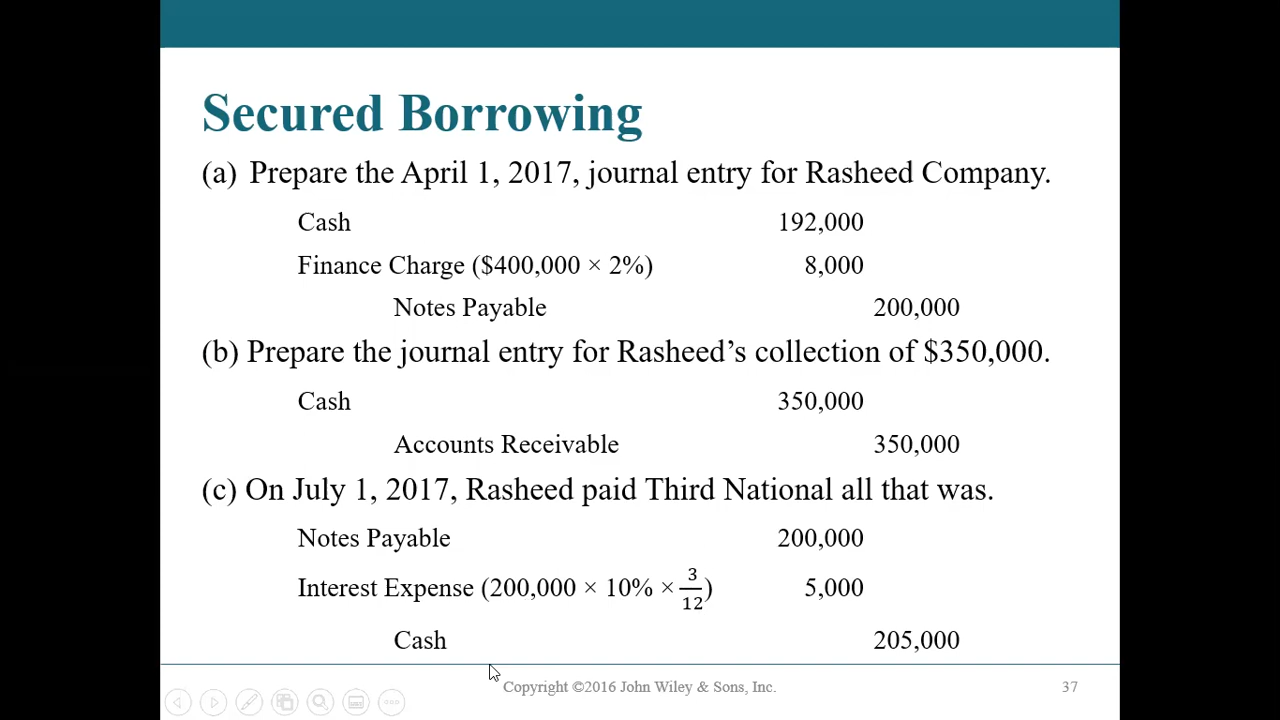 Secured Borrowing
(a) Prepare the April 1, 2017, journal entry for Rasheed Company.
Cash 192,000
Finance Charge ($400,000 × 2%) 8,000
Notes Payable 200,000
(b) Prepare the journal entry for Rasheed’s collection of $350,000.
Cash 350,000
Accounts Receivable 350,000
(c) On July 1, 2017, Rasheed paid Third National all that was.
Notes Payable 200,000
Interest Expense (200,000 × 10% × 3/12) 5,000
Cash 205,000
Copyright ©2016 John Wiley & Sons, Inc. 37